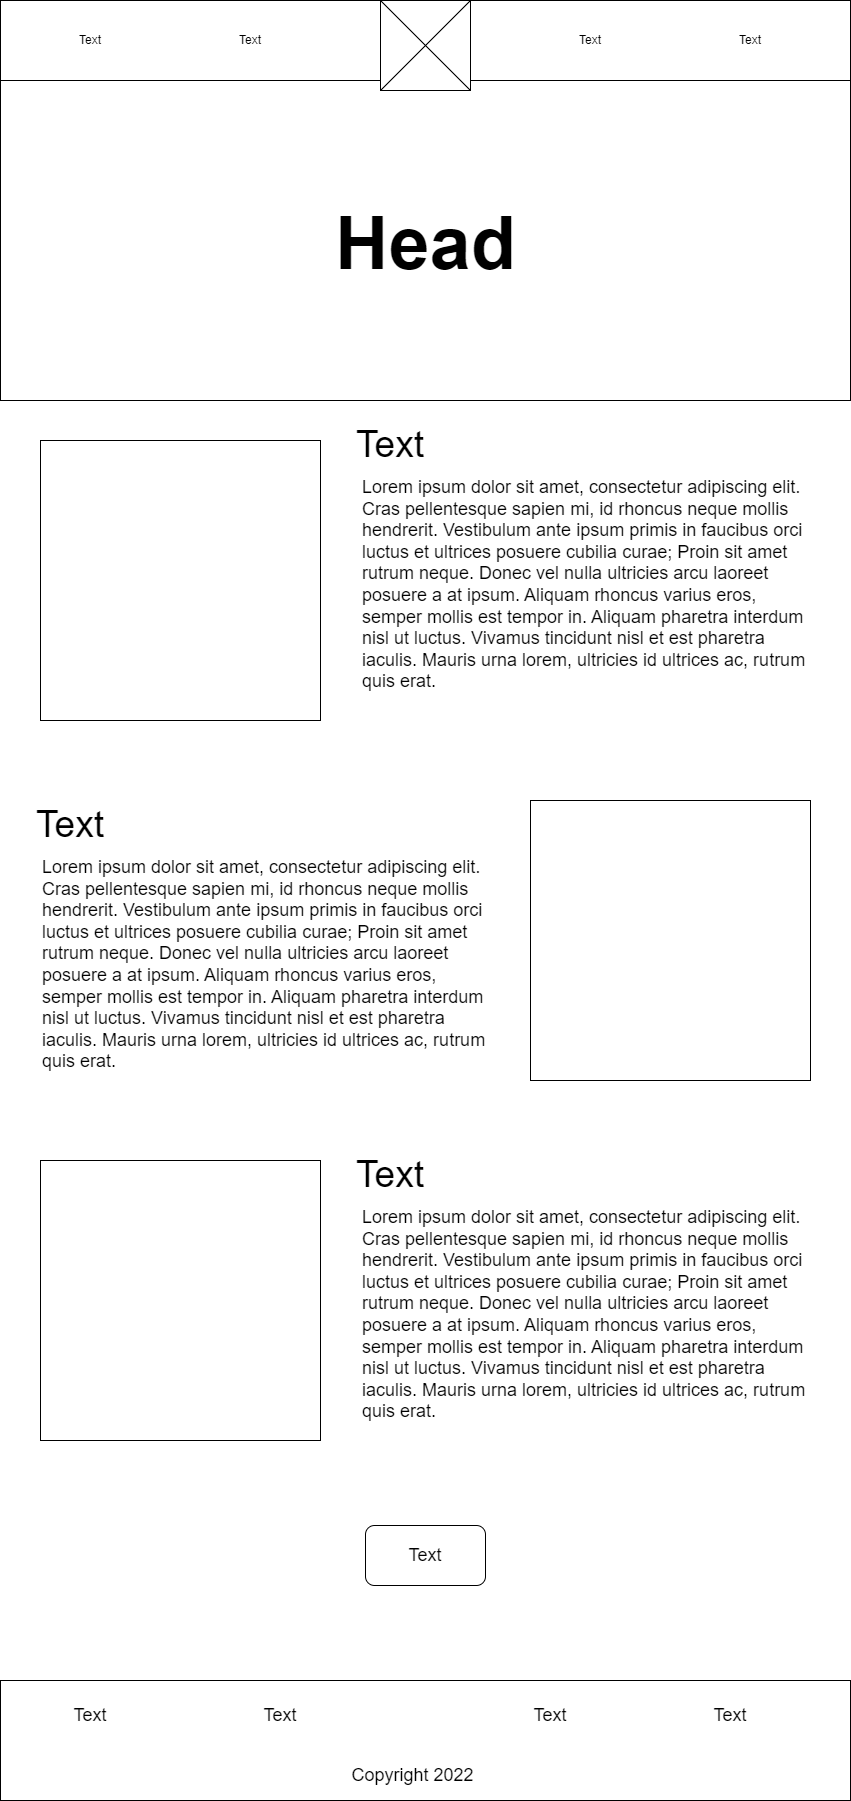 Text
Text
Text
Text
Head
Text
Lorem ipsum dolor sit amet, consectetur adipiscing elit.
Cras pellentesque sapien mi, id rhoncus neque mollis
hendrerit. Vestibulum ante ipsum primis in faucibus orci
luctus et ultrices posuere cubilia curae; Proin sit amet
rutrum neque. Donec vel nulla ultricies arcu laoreet
posuere a at ipsum. Aliquam rhoncus varius eros,
semper mollis est tempor in. Aliquam pharetra interdum
nisl ut luctus. Vivamus tincidunt nisl et est pharetra
iaculis. Mauris urna lorem, ultricies id ultrices ac, rutrum
quis erat.
Text
Lorem ipsum dolor sit amet, consectetur adipiscing elit.
Cras pellentesque sapien mi, id rhoncus neque mollis
hendrerit. Vestibulum ante ipsum primis in faucibus orci
luctus et ultrices posuere cubilia curae; Proin sit amet
rutrum neque. Donec vel nulla ultricies arcu laoreet
posuere a at ipsum. Aliquam rhoncus varius eros,
semper mollis est tempor in. Aliquam pharetra interdum
nisl ut luctus. Vivamus tincidunt nisl et est pharetra
iaculis. Mauris urna lorem, ultricies id ultrices ac, rutrum
quis erat.
Text
Lorem ipsum dolor sit amet, consectetur adipiscing elit.
Cras pellentesque sapien mi, id rhoncus neque mollis
hendrerit. Vestibulum ante ipsum primis in faucibus orci
luctus et ultrices posuere cubilia curae; Proin sit amet
rutrum neque. Donec vel nulla ultricies arcu laoreet
posuere a at ipsum. Aliquam rhoncus varius eros,
semper mollis est tempor in. Aliquam pharetra interdum
nisl ut luctus. Vivamus tincidunt nisl et est pharetra
iaculis. Mauris urna lorem, ultricies id ultrices ac, rutrum
quis erat.
Text
Text
Text
Text
Text
Copyright 2022